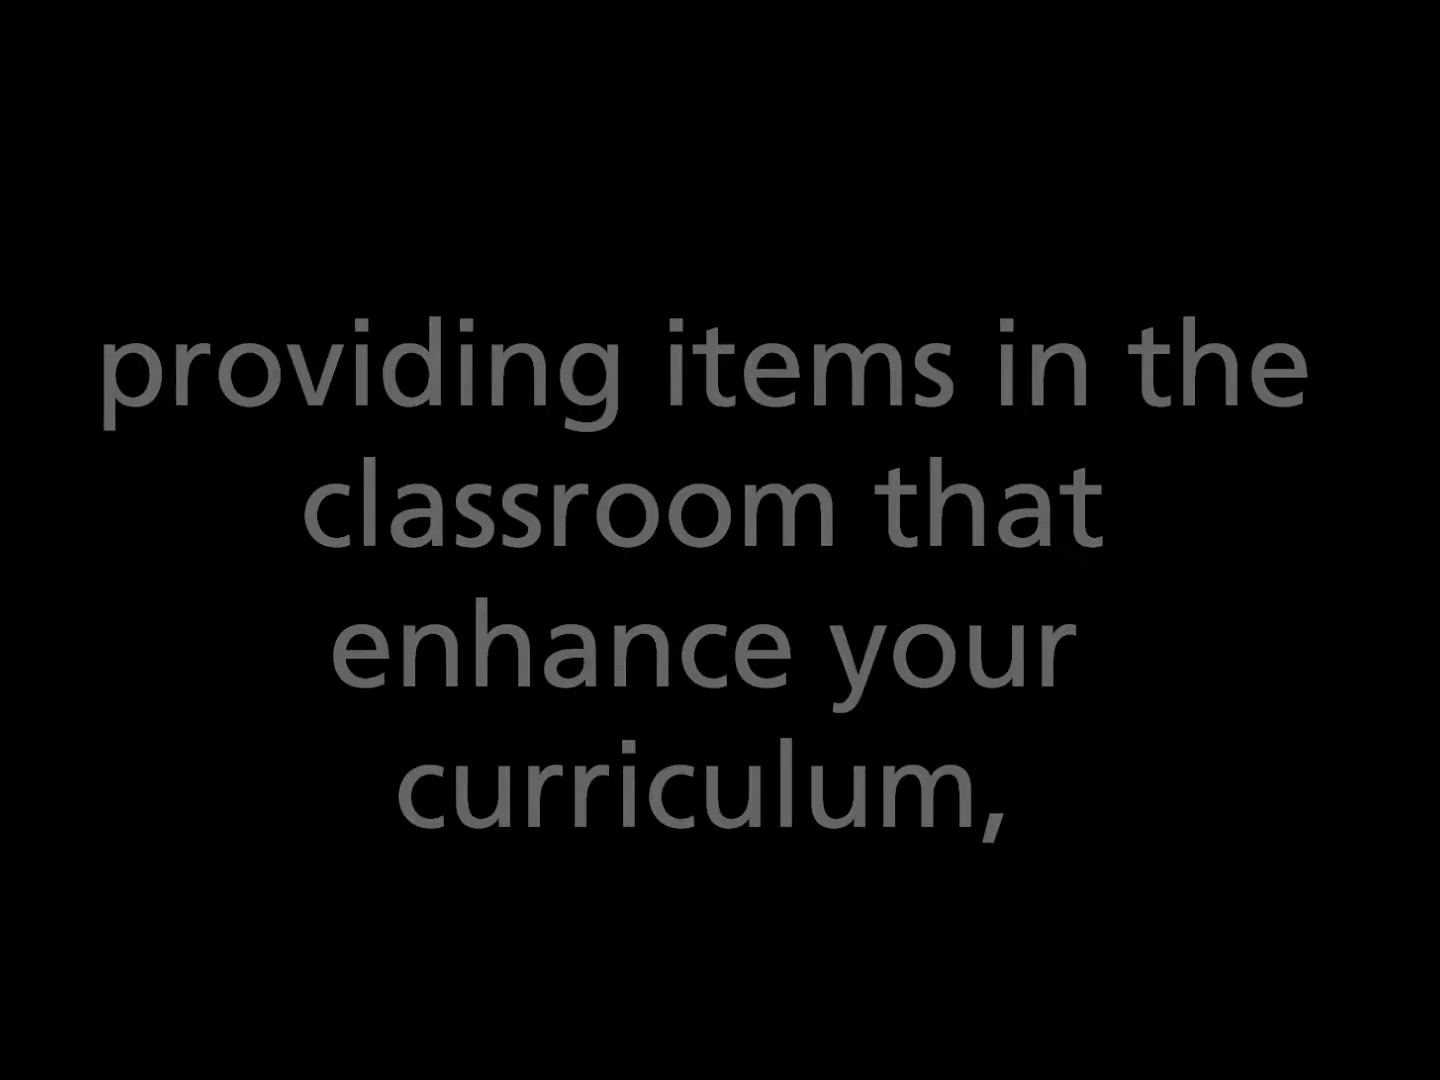 providing items in the
classroom that
enhance your
curriculum,